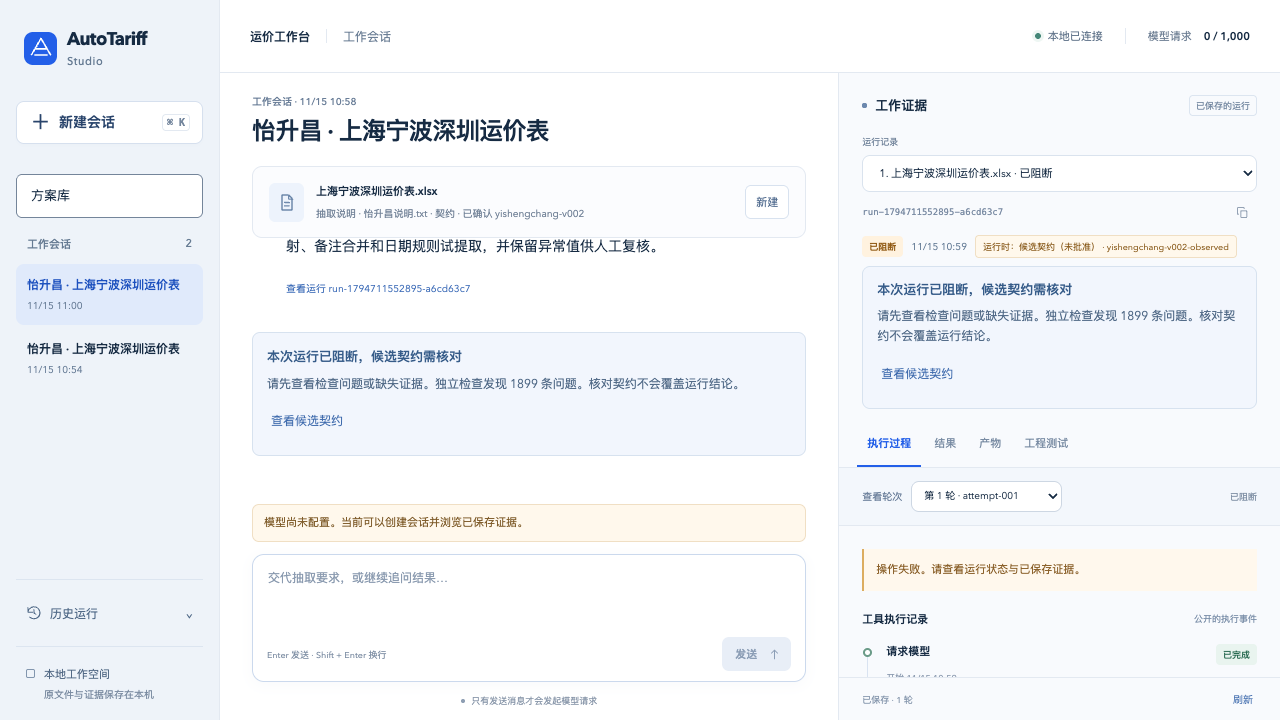 AutoTariff
Studio
新建会话
⌘ K
方案库
工作会话
2
怡升昌 · 上海宁波深圳运价表
11/15 11:00
怡升昌 · 上海宁波深圳运价表
11/15 10:54
历史运行
本地工作空间
原文件与证据保存在本机
运价工作台
工作会话
本地已连接
模型请求 0 / 1,000
工作会话 · 11/15 10:58
怡升昌 · 上海宁波深圳运价表
上海宁波深圳运价表.xlsx
抽取说明 · 怡升昌说明.txt · 契约 · 已确认 yishengchang-v002
新建
射、备注合并和日期规则试提取，并保留异常值供人工复核。
查看运行 run-1794711552895-a6cd63c7
本次运行已阻断，候选契约需核对
请先查看检查问题或缺失证据。独立检查发现 1899 条问题。核对契约不会覆盖运行结论。
查看候选契约
模型尚未配置。当前可以创建会话并浏览已保存证据。
交代抽取要求，或继续追问结果...
Enter 发送 · Shift + Enter 换行
发送 ↑
只有发送消息才会发起模型请求
工作证据
已保存的运行
运行记录
1. 上海宁波深圳运价表.xlsx · 已阻断
run-1794711552895-a6cd63c7
已阻断
11/15 10:59
运行时：候选契约（未批准） · yishengchang-v002-observed
本次运行已阻断，候选契约需核对
请先查看检查问题或缺失证据。独立检查发现 1899 条问题。核对契
约不会覆盖运行结论。
查看候选契约
执行过程
结果
产物
工程测试
查看轮次
第 1 轮 · attempt-001
已阻断
操作失败。请查看运行状态与已保存证据。
工具执行记录
公开的执行事件
请求模型
已完成
开始 11/15 10:59
已保存 · 1 轮
刷新